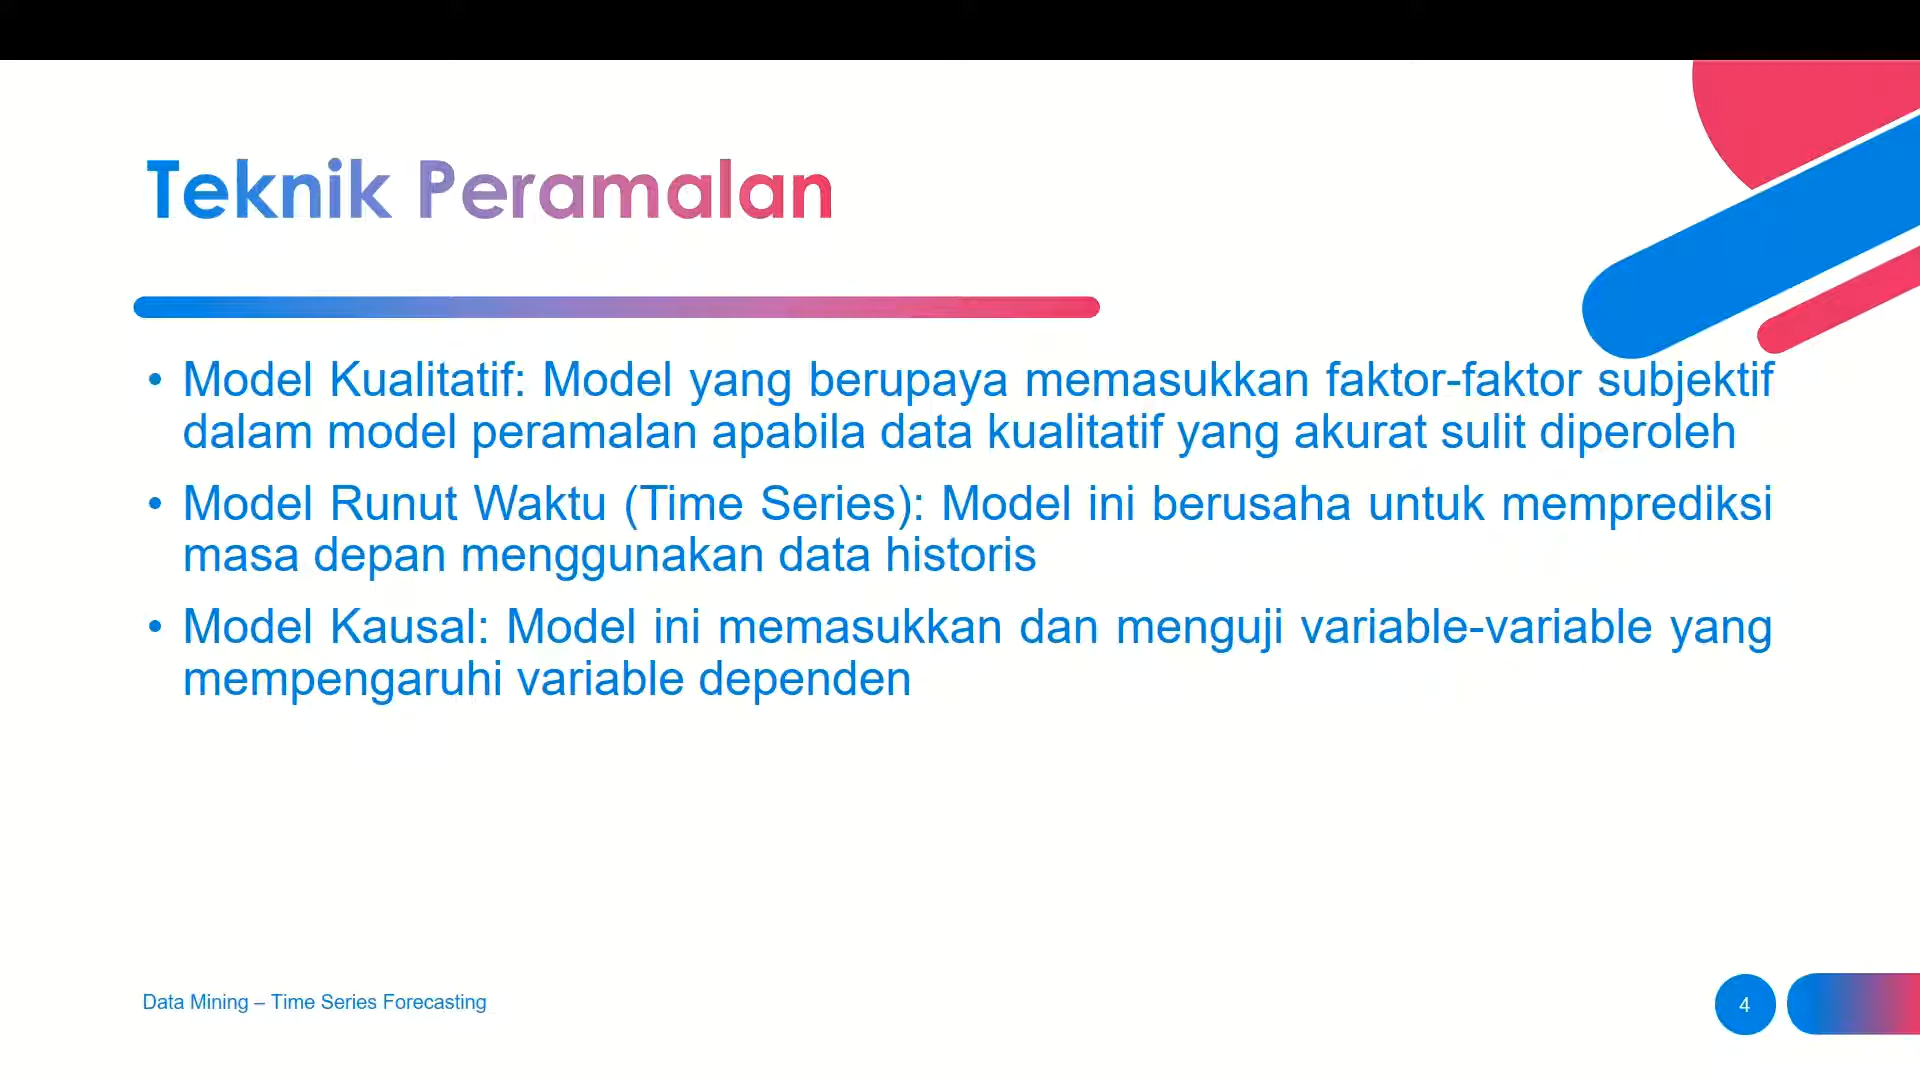 Teknik Peramalan
• Model Kualitatif: Model yang berupaya memasukkan faktor-faktor subjektif
dalam model peramalan apabila data kualitatif yang akurat sulit diperoleh
• Model Runut Waktu (Time Series): Model ini berusaha untuk memprediksi
masa depan menggunakan data historis
• Model Kausal: Model ini memasukkan dan menguji variable-variable yang
mempengaruhi variable dependen
Data Mining – Time Series Forecasting
4